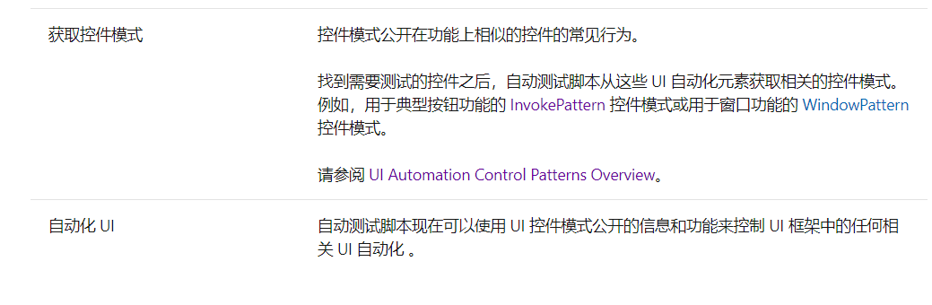 获取控件模式
控件模式公开在功能上相似的控件的常见行为。
找到需要测试的控件之后，自动测试脚本从这些 UI 自动化元素获取相关的控件模式。
例如，用于典型按钮功能的 InvokePattern 控件模式或用于窗口功能的 WindowPattern
控件模式。
请参阅 UI Automation Control Patterns Overview。
自动化 UI
自动测试脚本现在可以使用 UI 控件模式公开的信息和功能来控制 UI 框架中的任何相
关 UI 自动化 。